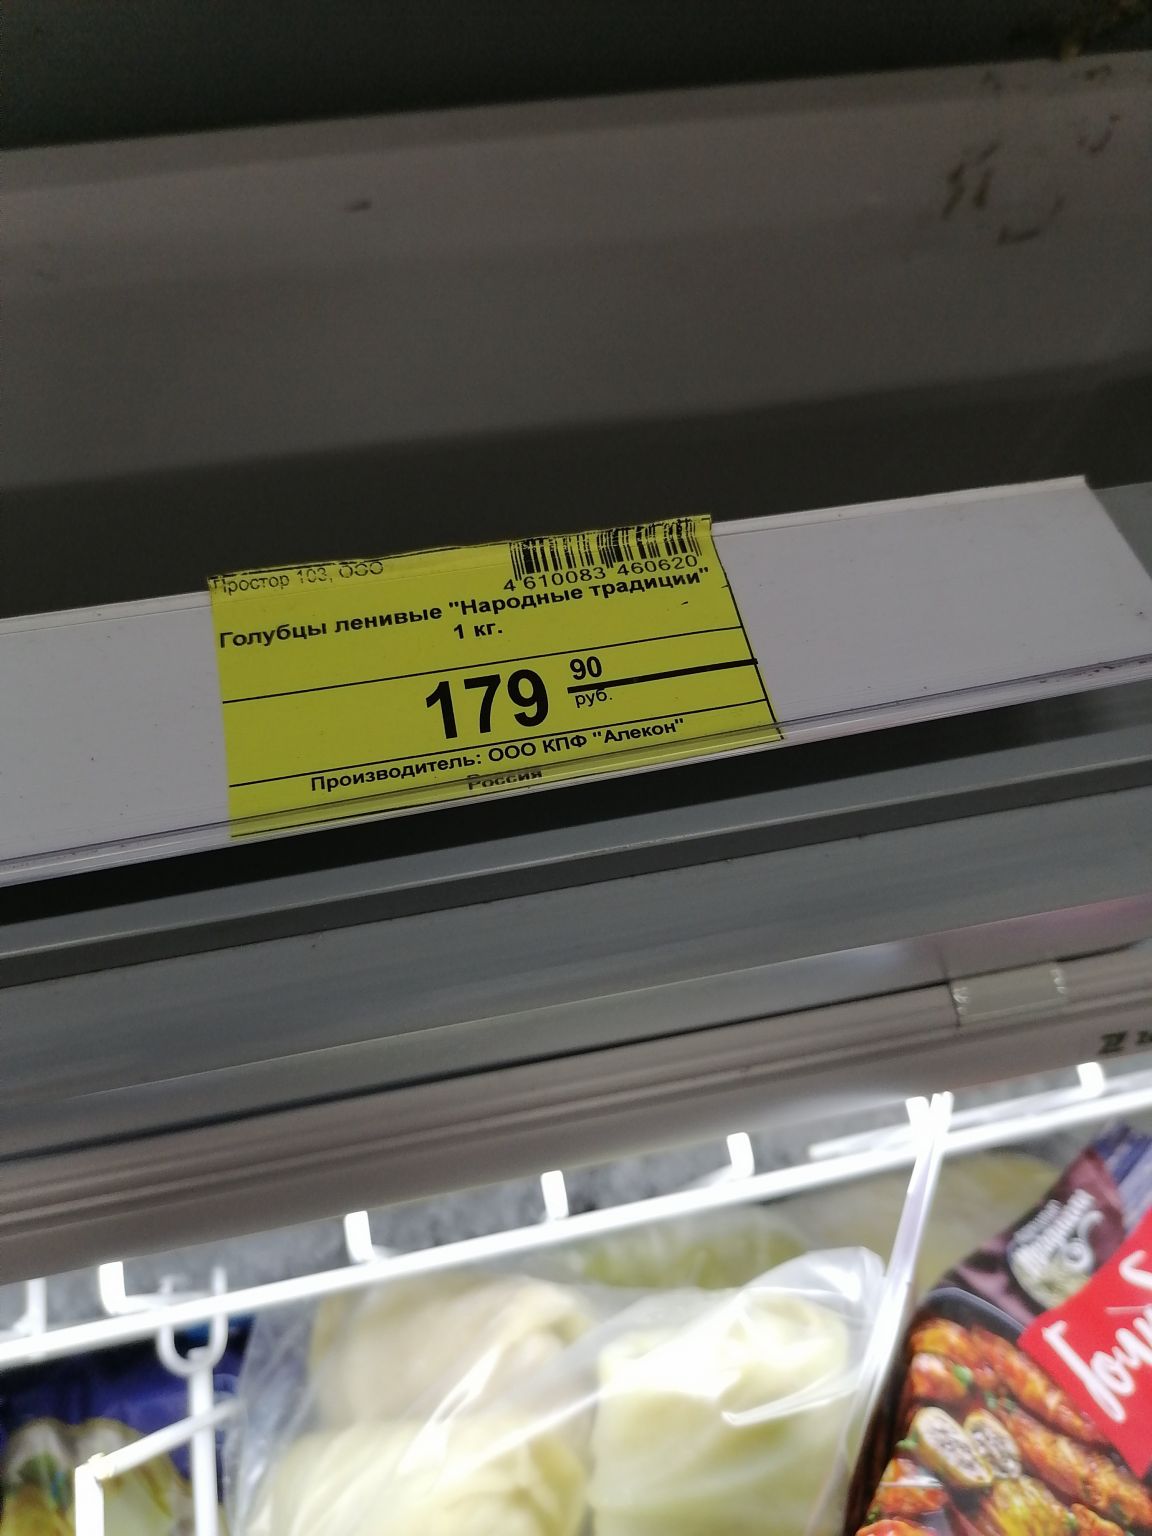 Простор 103, ООО
4 610083 460620
Голубцы ленивые "Народные традиции"
1 кг.
179 90
руб.
Производитель: ООО КПФ "Алекон"
Россия